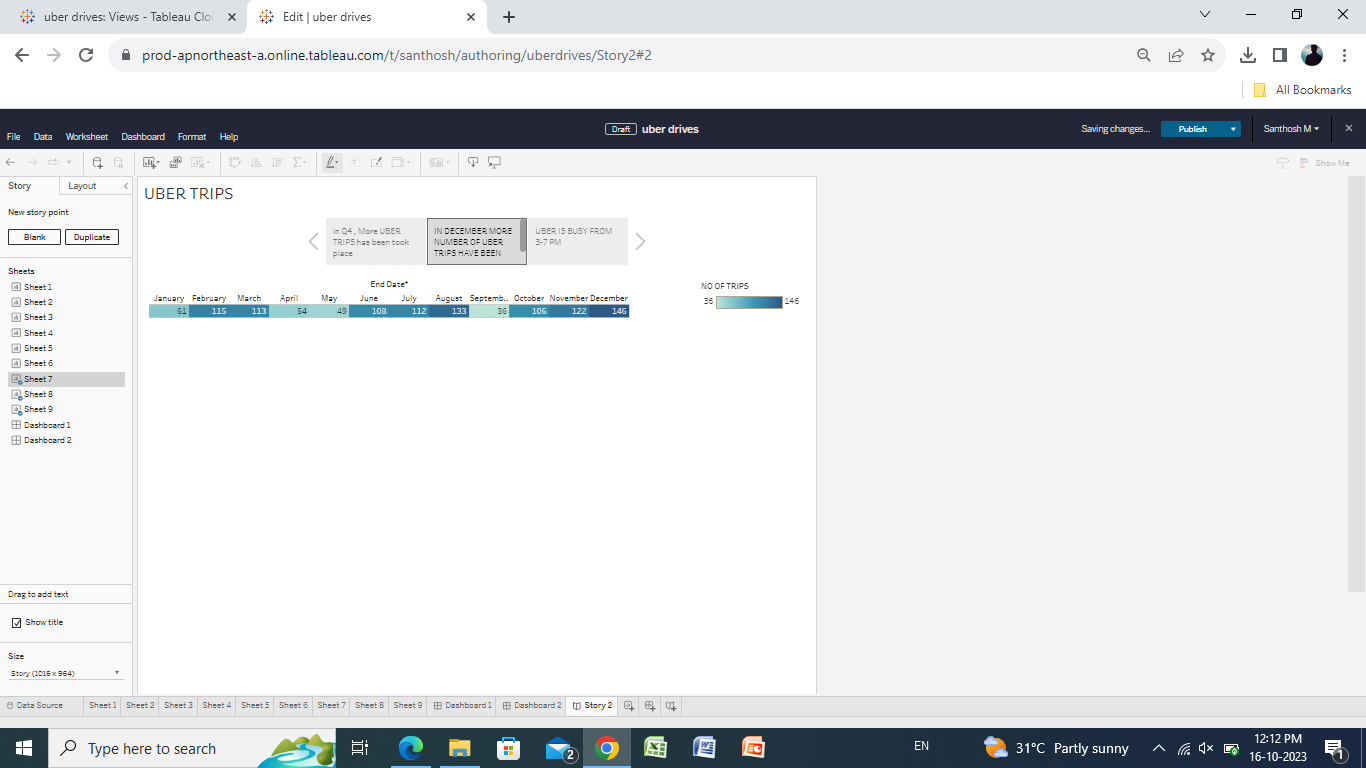 uber drives: Views - Tableau Clou
Edit | uber drives
prod-apnortheast-a.online.tableau.com/t/santhosh/authoring/uberdrives/Story2#2
All Bookmarks
File Data Worksheet Dashboard Format Help
Draft uber drives
Saving changes... Publish Santhosh M
Show Me
Story Layout
New story point
Blank Duplicate
Sheets
Sheet 1
Sheet 2
Sheet 3
Sheet 4
Sheet 5
Sheet 6
Sheet 7
Sheet 8
Sheet 9
Dashboard 1
Dashboard 2
Drag to add text
Show title
Size
Story (1016 x 964)
UBER TRIPS
in Q4 , More UBER
TRIPS has been took
place
IN DECEMBER MORE
NUMBER OF UBER
TRIPS HAVE BEEN
UBER IS BUSY FROM
3-7 PM
End Date*
January February March April May June July August Septemb.. October November December
61 115 113 54 49 108 112 133 36 106 122 146
NO OF TRIPS
36 146
Data Source Sheet 1 Sheet 2 Sheet 3 Sheet 4 Sheet 5 Sheet 6 Sheet 7 Sheet 8 Sheet 9 Dashboard 1 Dashboard 2 Story 2
Type here to search
2
EN
31°C Partly sunny
12:12 PM
16-10-2023
1